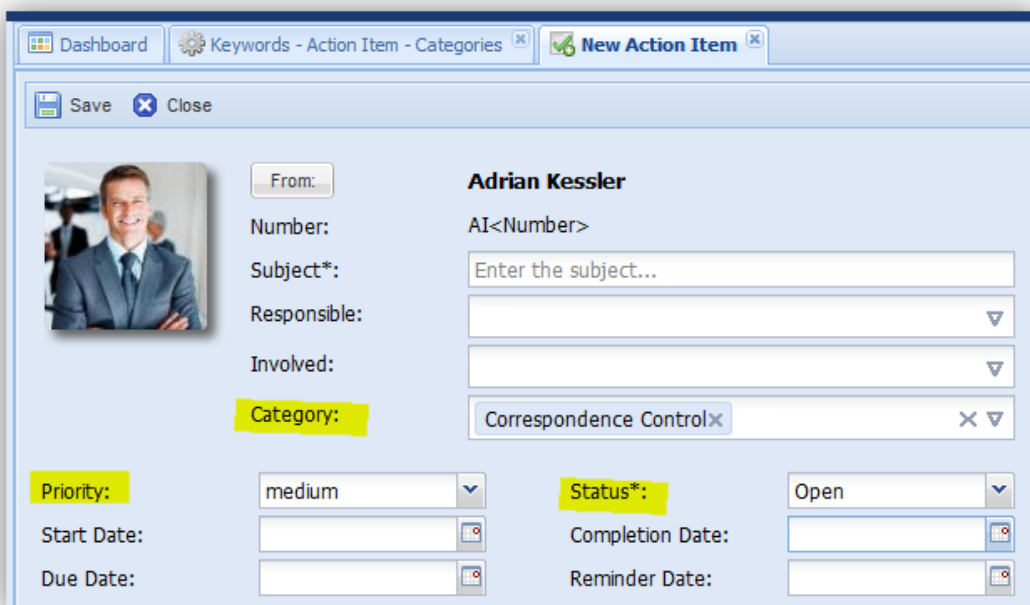 Dashboard Keywords - Action Item - Categories New Action Item
Save Close
From: Adrian Kessler
Number: AI<Number>
Subject*: Enter the subject...
Responsible:
Involved:
Category: Correspondence Control
Priority: medium Status*: Open
Start Date: Completion Date:
Due Date: Reminder Date: